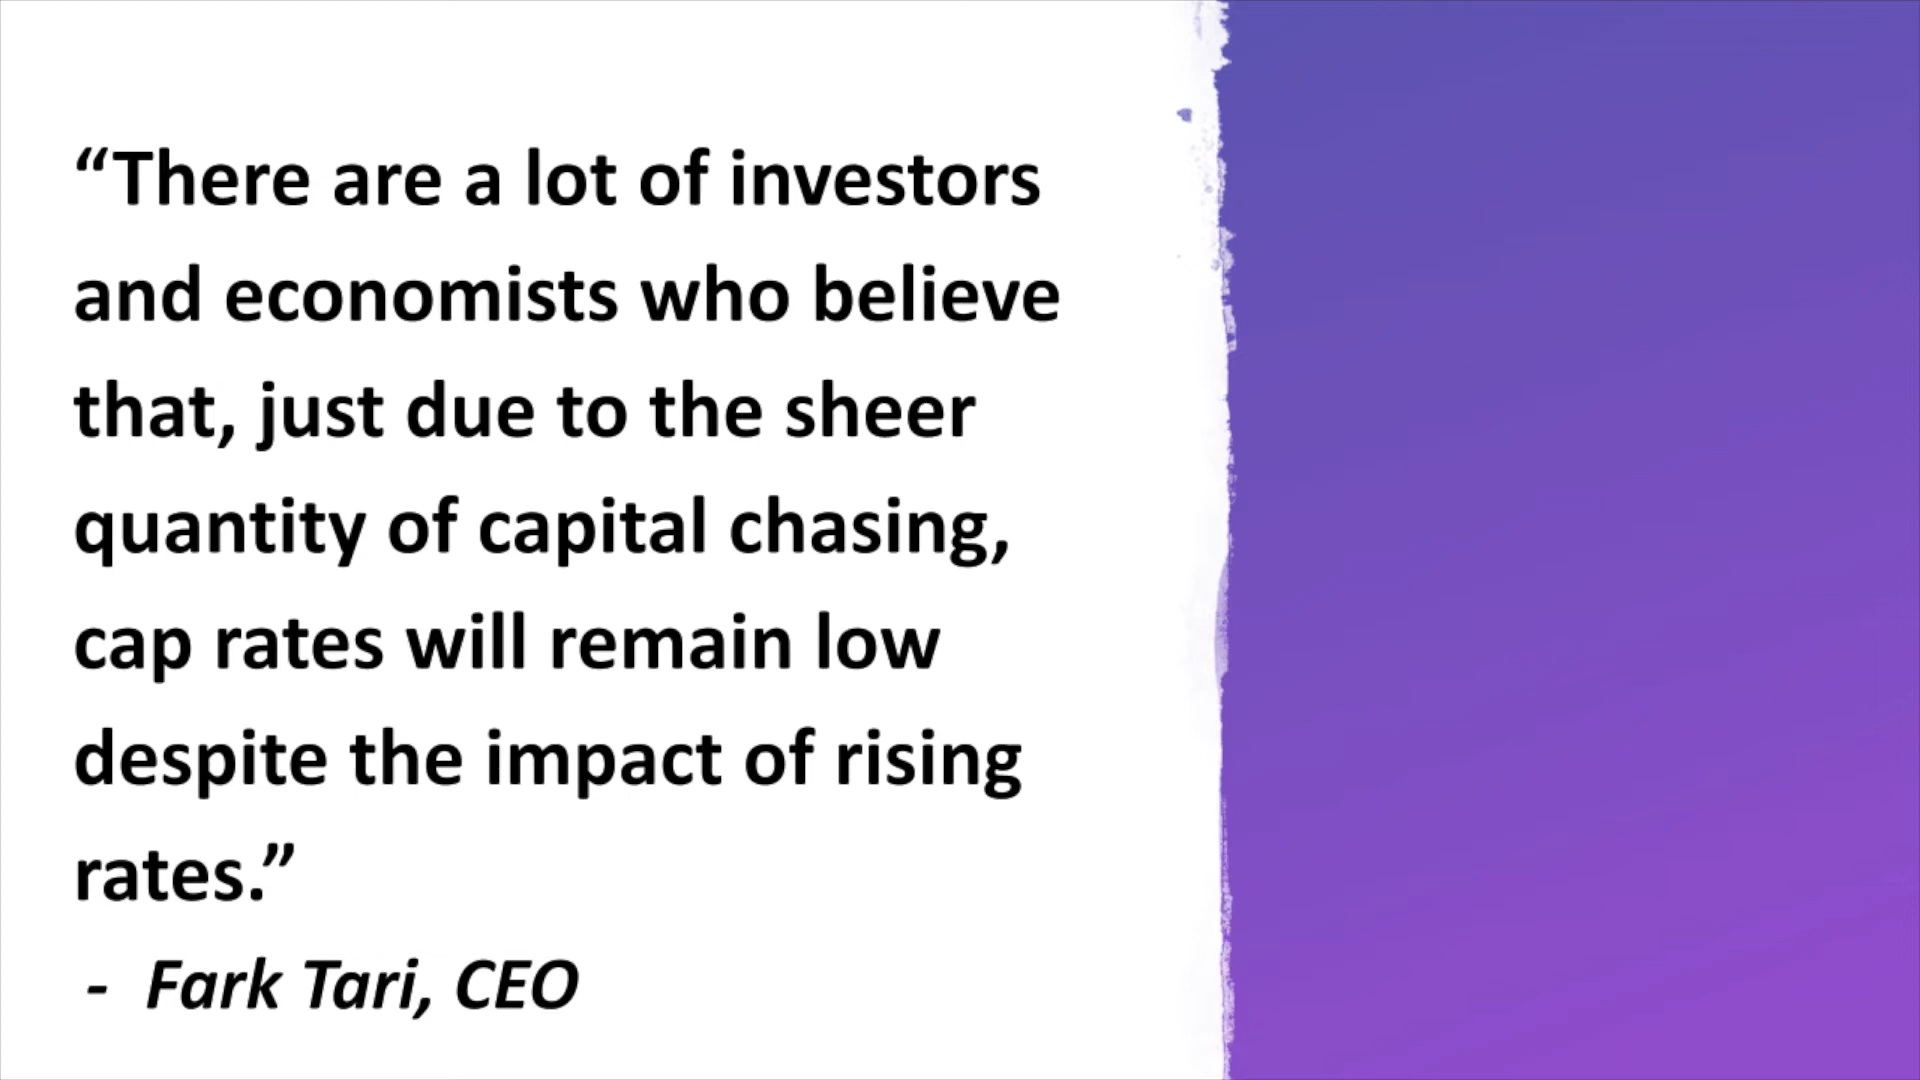 “There are a lot of investors
and economists who believe
that, just due to the sheer
quantity of capital chasing,
cap rates will remain low
despite the impact of rising
rates.”
- Fark Tari, CEO